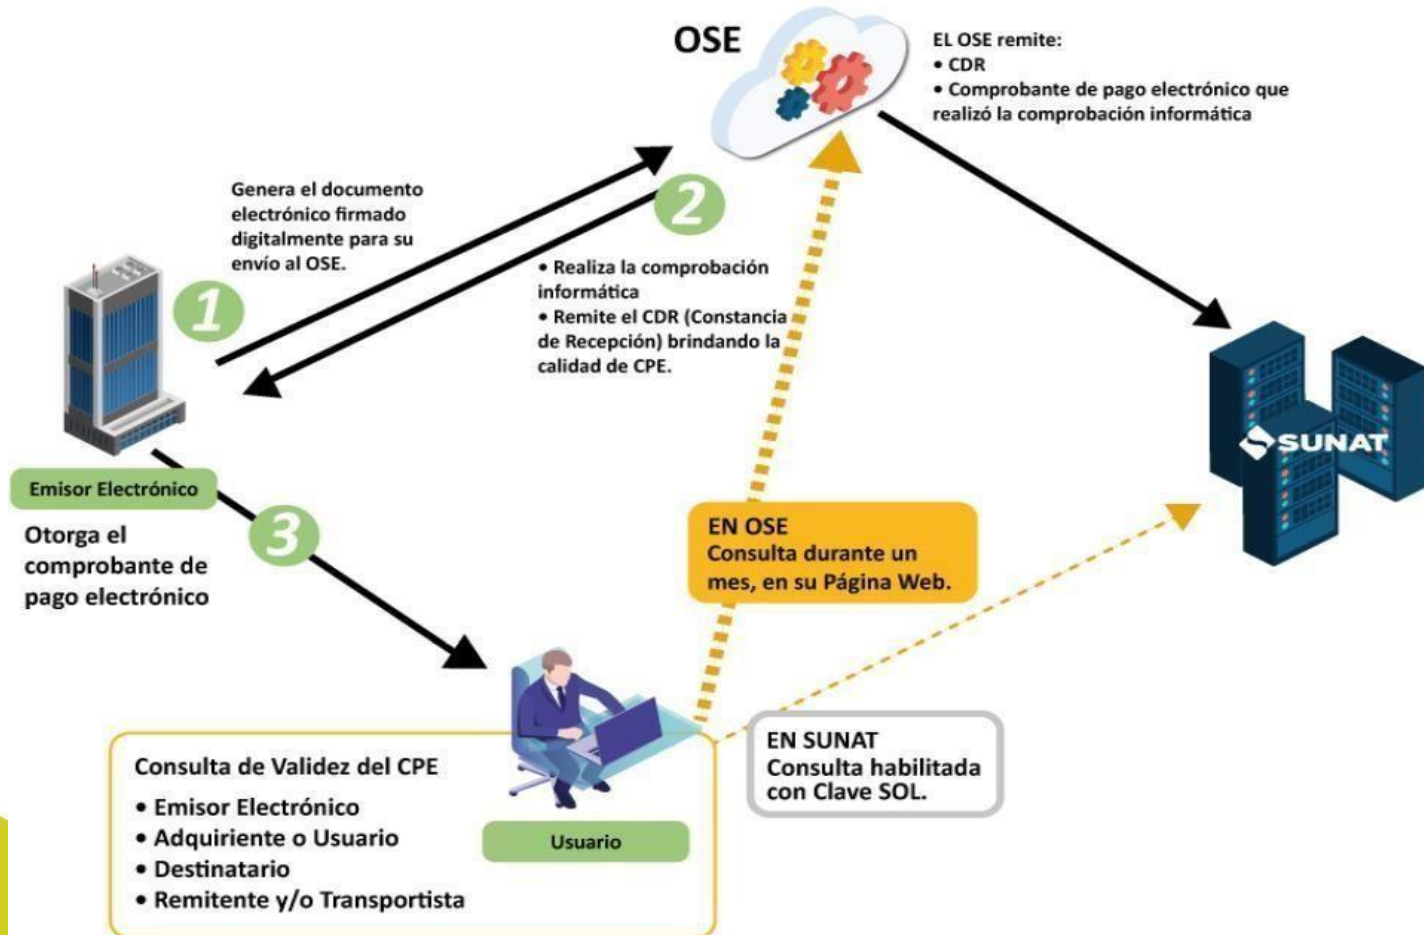 OSE
EL OSE remite:
• CDR
• Comprobante de pago electrónico que
realizó la comprobación informática
Genera el documento
electrónico firmado
digitalmente para su
envío al OSE.
1
2
• Realiza la comprobación
informática
• Remite el CDR (Constancia
de Recepción) brindando la
calidad de CPE.
SUNAT
Emisor Electrónico
Otorga el
comprobante de
pago electrónico
3
EN OSE
Consulta durante un
mes, en su Página Web.
EN SUNAT
Consulta habilitada
con Clave SOL.
Consulta de Validez del CPE
• Emisor Electrónico
• Adquiriente o Usuario
• Destinatario
• Remitente y/o Transportista
Usuario